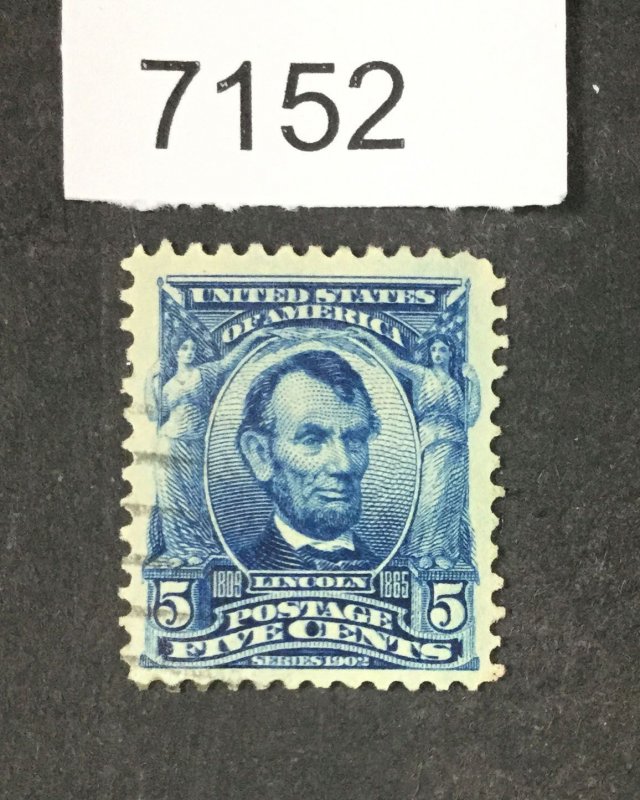 7152
UNITED STATES
OF AMERICA
1809 LINCOLN 1865
5 POSTAGE 5
FIVE CENTS
SERIES 1902